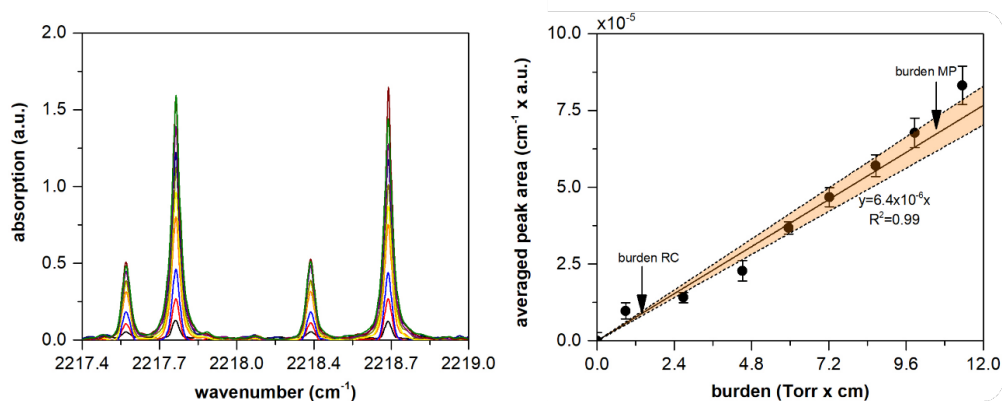 2.0
1.5
1.0
0.5
0.0
absorption (a.u.)
2217.4 2217.7 2218.0 2218.4 2218.7 2219.0
wavenumber (cm⁻¹)
x10⁻⁵
10.0
7.5
5.0
2.5
0.0
averaged peak area (cm⁻¹ x a.u.)
burden MP
y=6.4x10⁻⁶x
R²=0.99
burden RC
0.0 2.4 4.8 7.2 9.6 12.0
burden (Torr x cm)